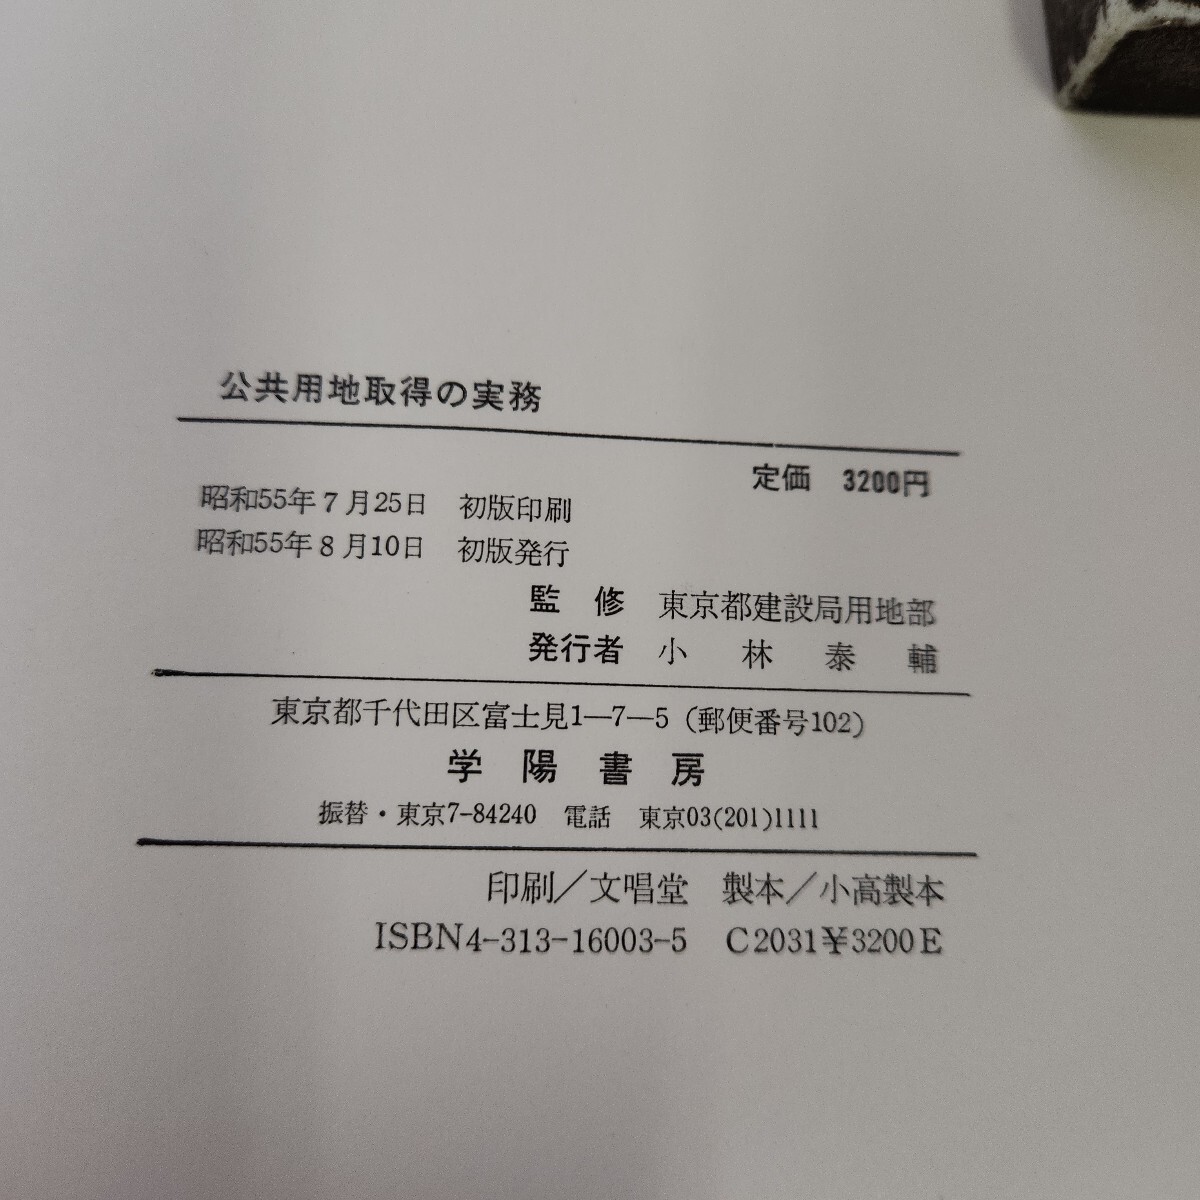 公共用地取得の実務
定価　3200円
昭和55年7月25日　初版印刷
昭和55年8月10日　初版発行
監　修　東京都建設局用地部
発行者　小　林　泰　輔
東京都千代田区富士見1―7―5（郵便番号102）
学　陽　書　房
振替・東京7-84240　電話　東京03(201)1111
印刷／文唱堂　製本／小高製本
ISBN4-313-16003-5　C2031￥3200E